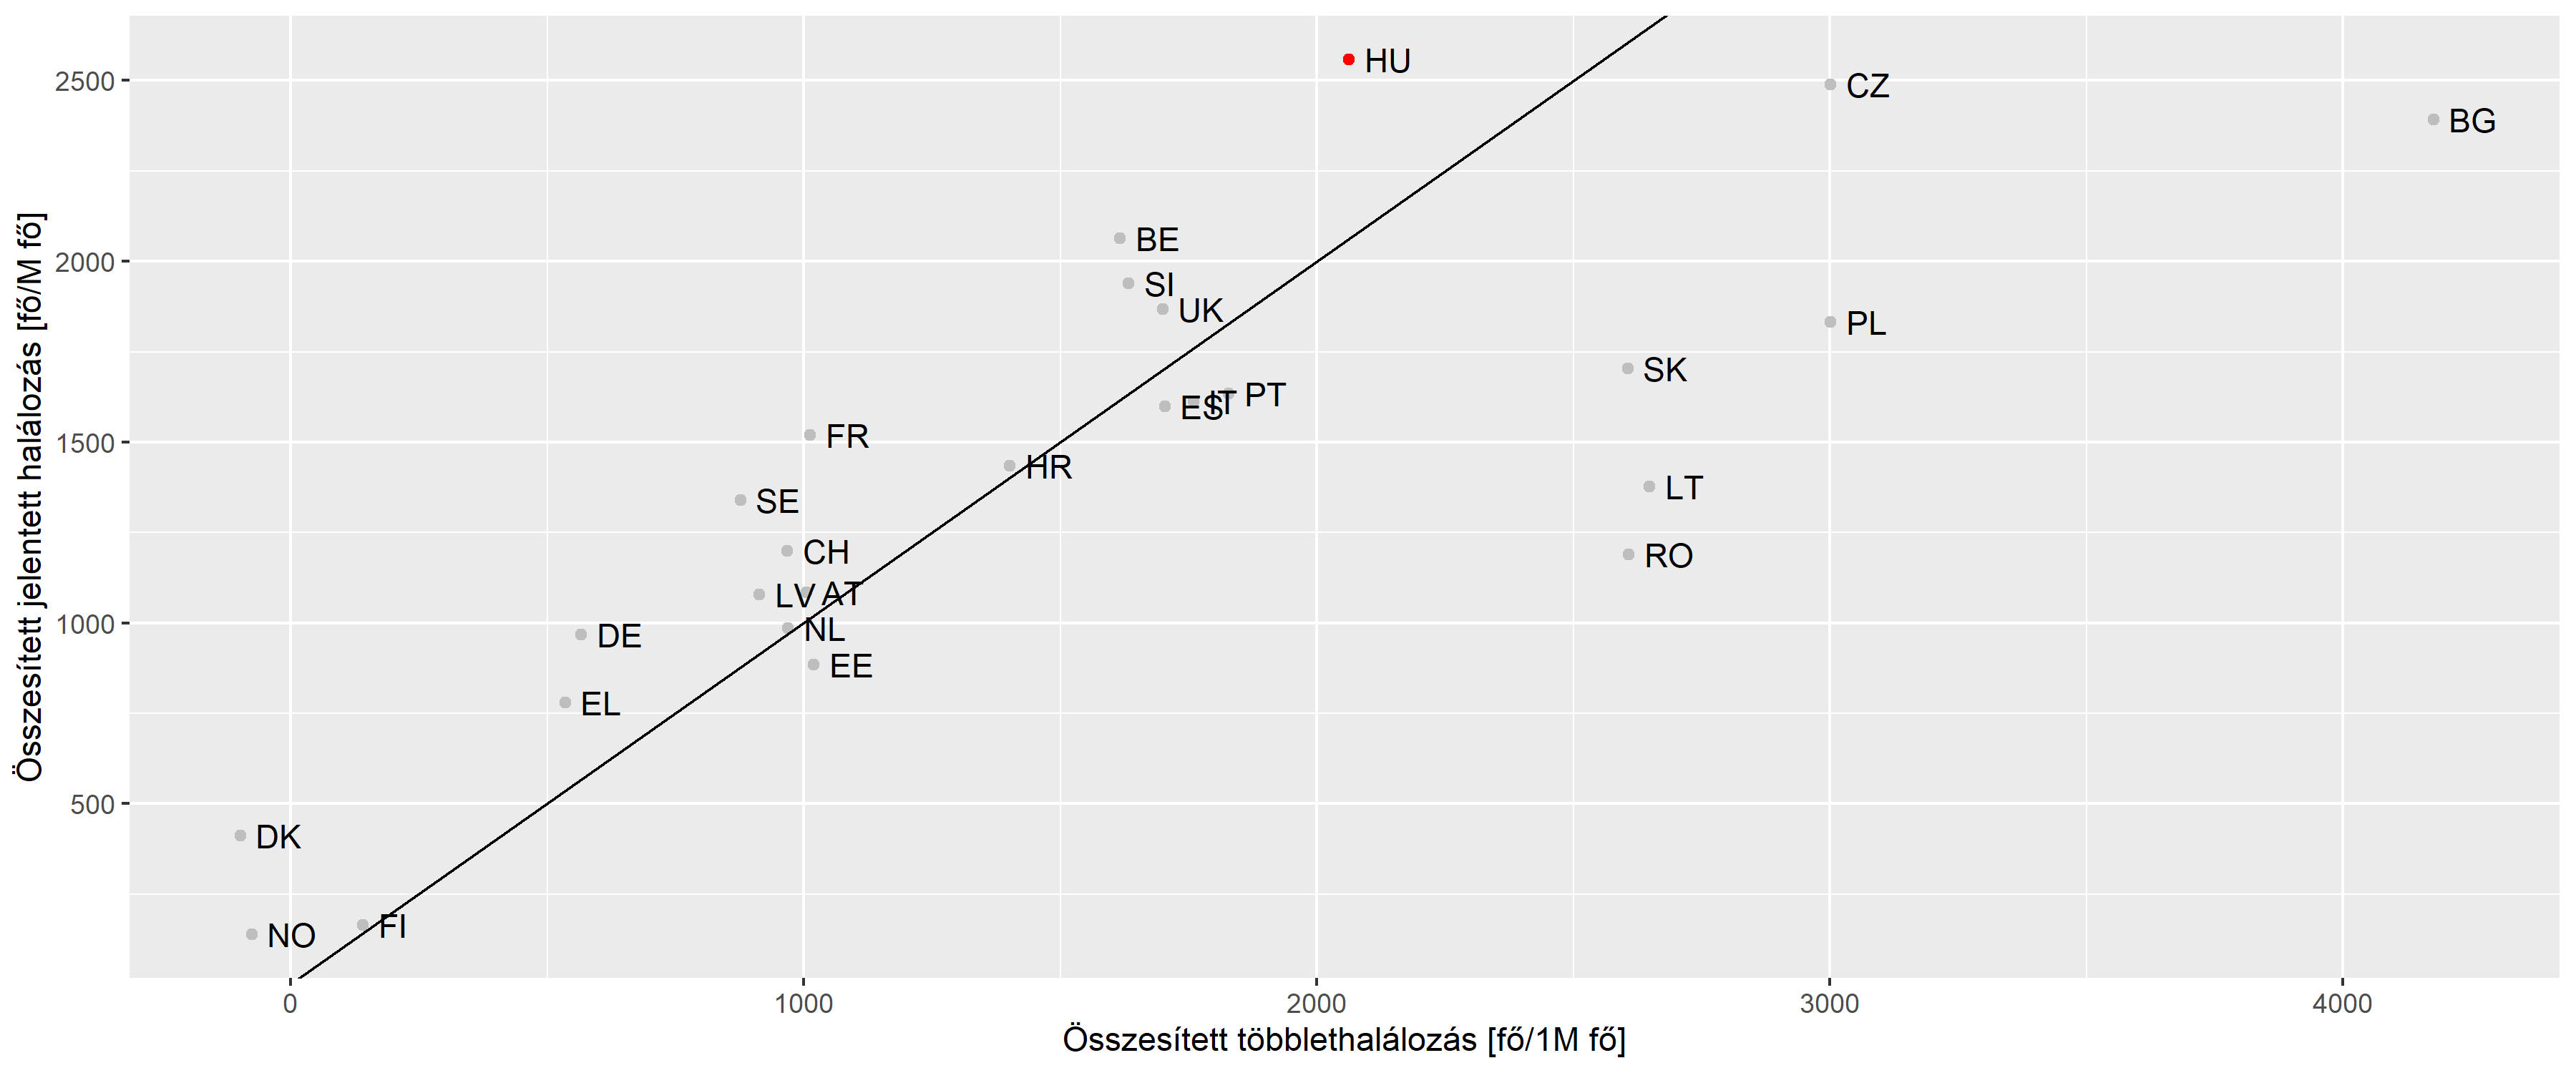 Összesített jelentett halálozás [fő/M fő]
2500
2000
1500
1000
500
HU
CZ
BG
BE
SI
UK
PL
SK
ES
IT
PT
FR
HR
SE
LT
CH
RO
LV
AT
NL
DE
EE
EL
DK
FI
NO
0
1000
2000
3000
4000
Összesített többlethalálozás [fő/1M fő]